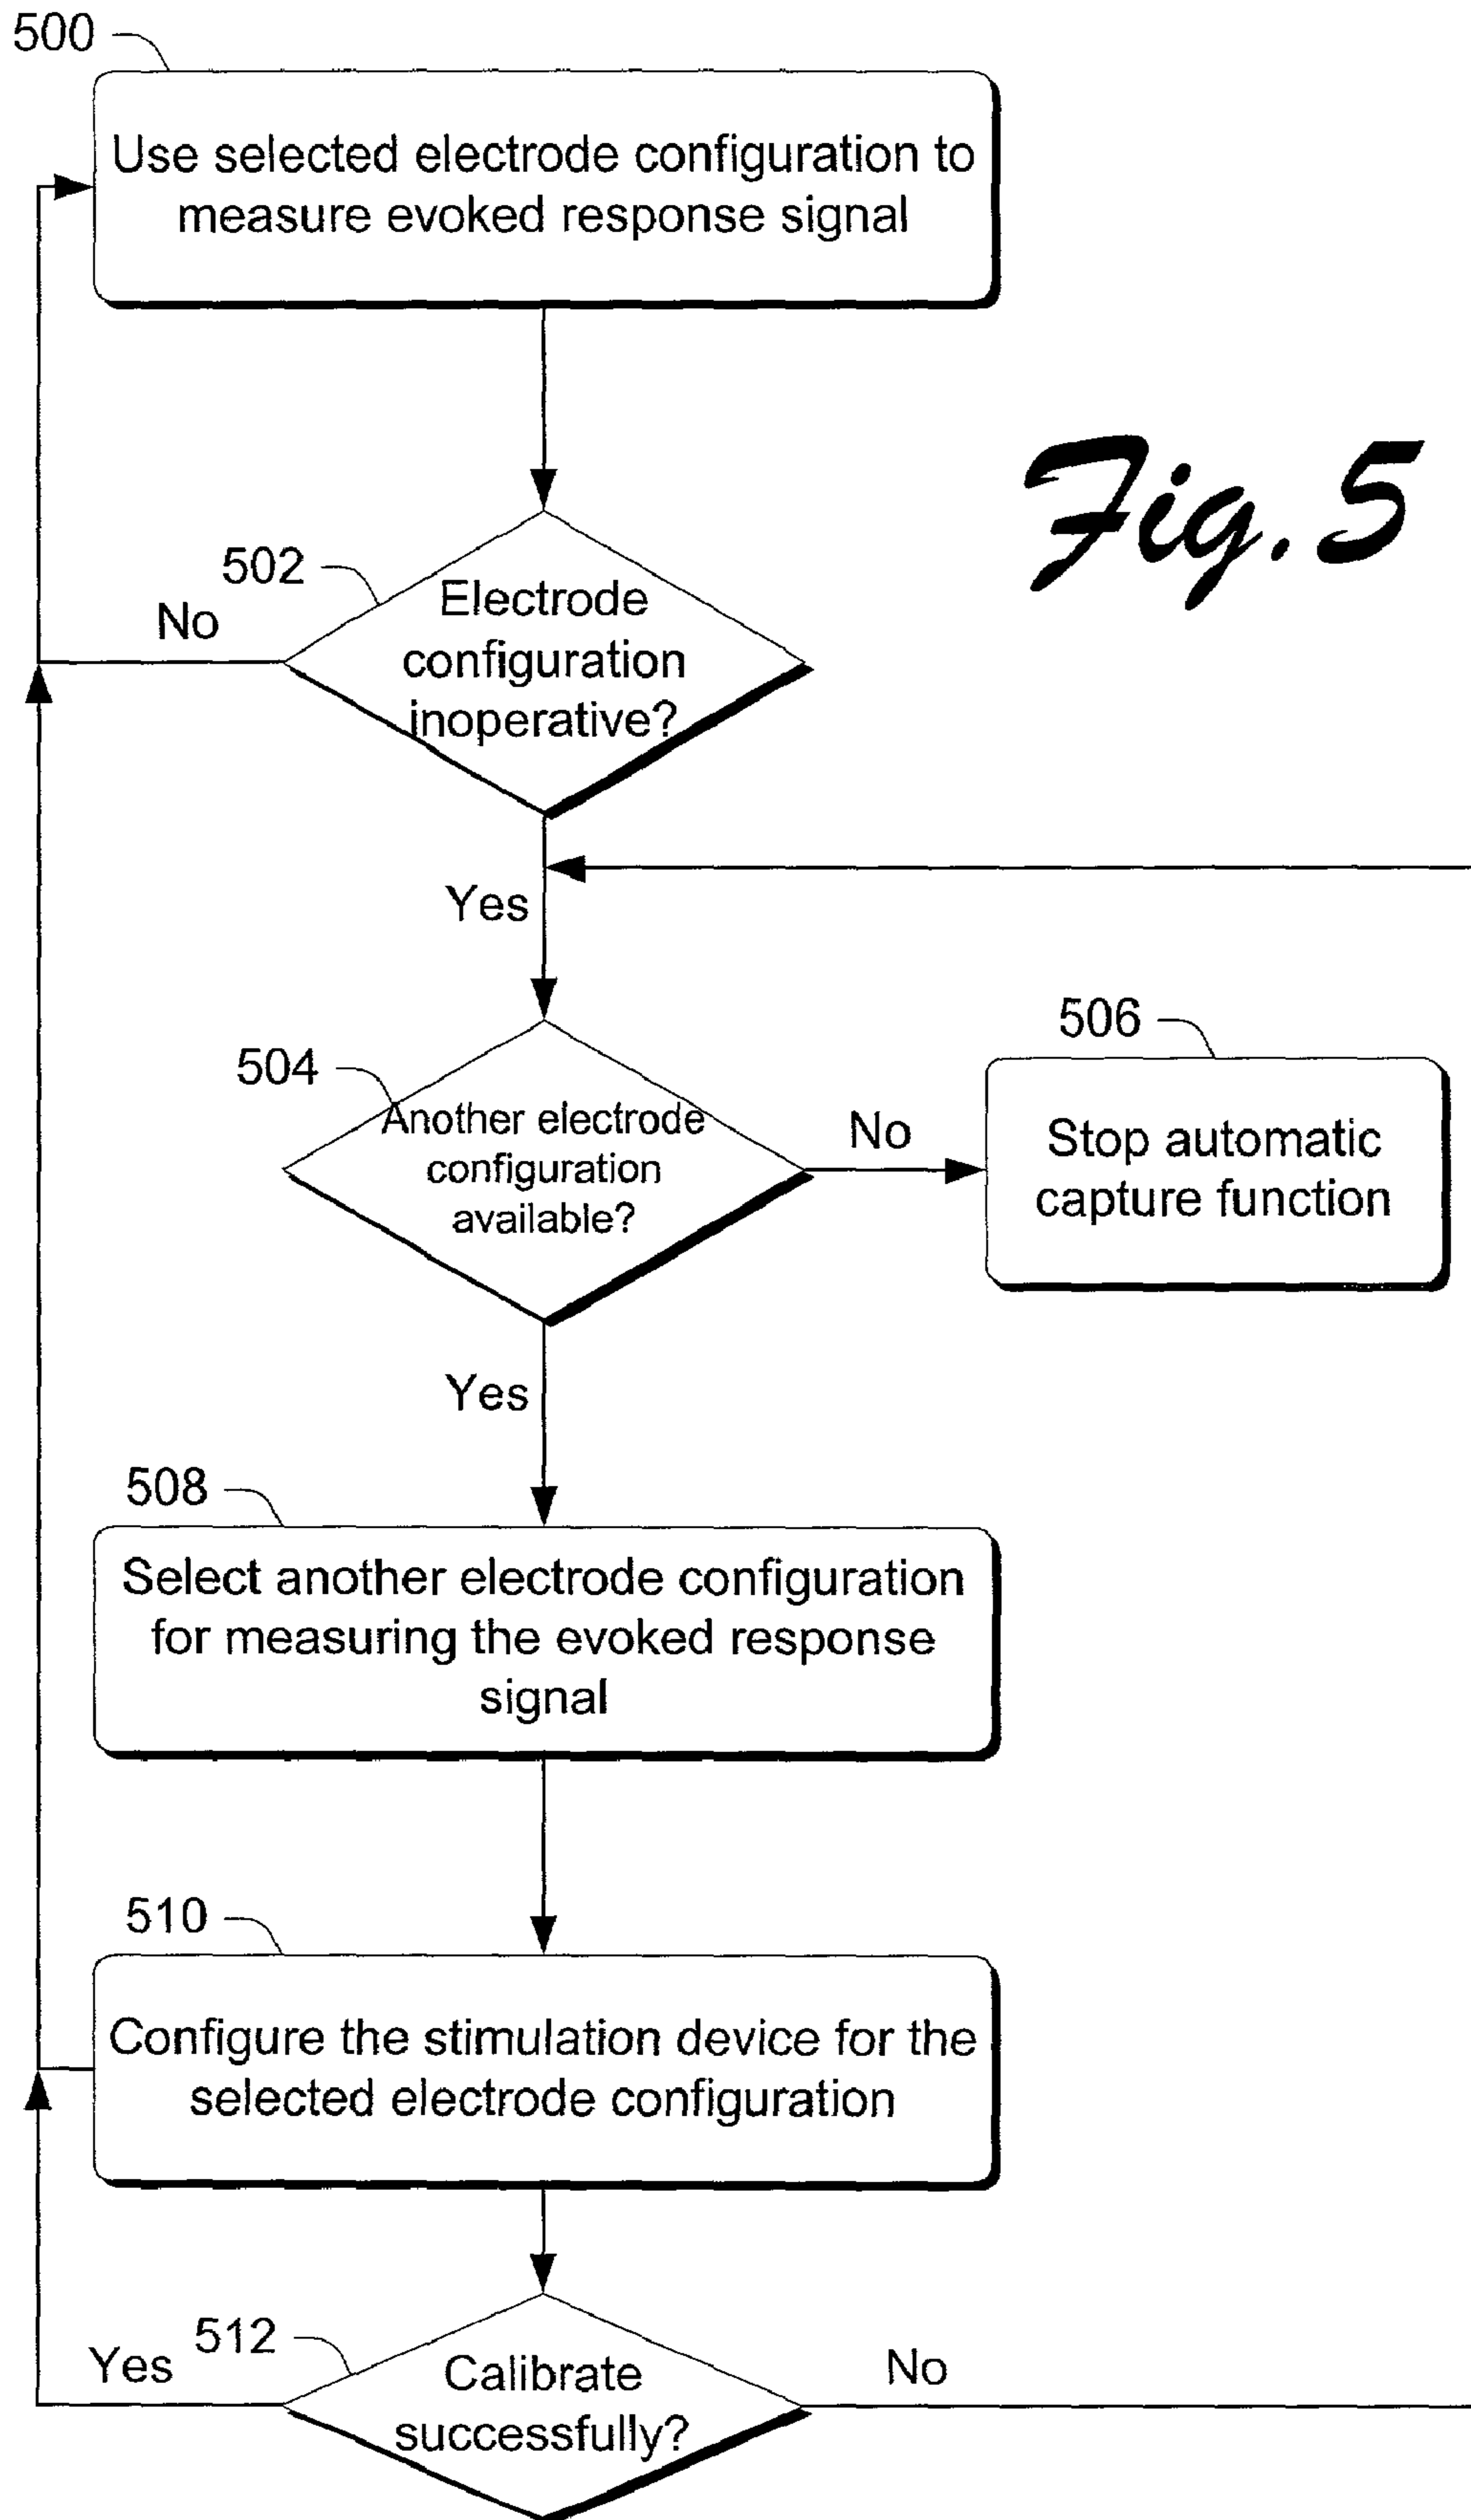 500
Use selected electrode configuration to
measure evoked response signal
Fig. 5
502
No
Electrode
configuration
inoperative?
Yes
504
Another electrode
configuration
available?
No
506
Stop automatic
capture function
Yes
508
Select another electrode configuration
for measuring the evoked response
signal
510
Configure the stimulation device for the
selected electrode configuration
512
Yes
Calibrate
successfully?
No